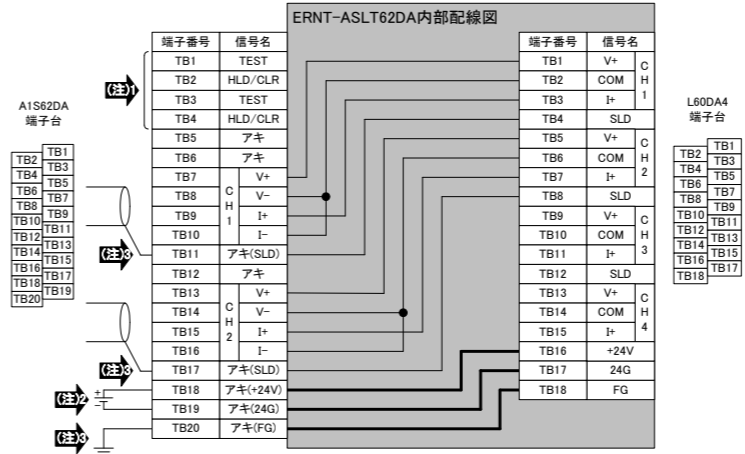 ERNT-ASLT62DA内部配線図
A1S62DA
端子台
TB1
TB2
TB3
TB4
TB5
TB6
TB7
TB8
TB9
TB10
TB11
TB12
TB13
TB14
TB15
TB16
TB17
TB18
TB19
TB20
(注)1
(注)3
(注)3
(注)2
+
-
(注)3
端子番号 信号名
TB1 TEST
TB2 HLD/CLR
TB3 TEST
TB4 HLD/CLR
TB5 アキ
TB6 アキ
CH1
TB7 V+
TB8 V-
TB9 I+
TB10 I-
TB11 アキ(SLD)
TB12 アキ
CH2
TB13 V+
TB14 V-
TB15 I+
TB16 I-
TB17 アキ(SLD)
TB18 アキ(+24V)
TB19 アキ(24G)
TB20 アキ(FG)
端子番号 信号名
TB1 V+
TB2 COM
TB3 I+
CH1
TB4 SLD
TB5 V+
TB6 COM
TB7 I+
CH2
TB8 SLD
TB9 V+
TB10 COM
TB11 I+
CH3
TB12 SLD
TB13 V+
TB14 COM
TB15 I+
CH4
TB16 +24V
TB17 24G
TB18 FG
L60DA4
端子台
TB1
TB2
TB3
TB4
TB5
TB6
TB7
TB8
TB9
TB10
TB11
TB12
TB13
TB14
TB15
TB16
TB17
TB18